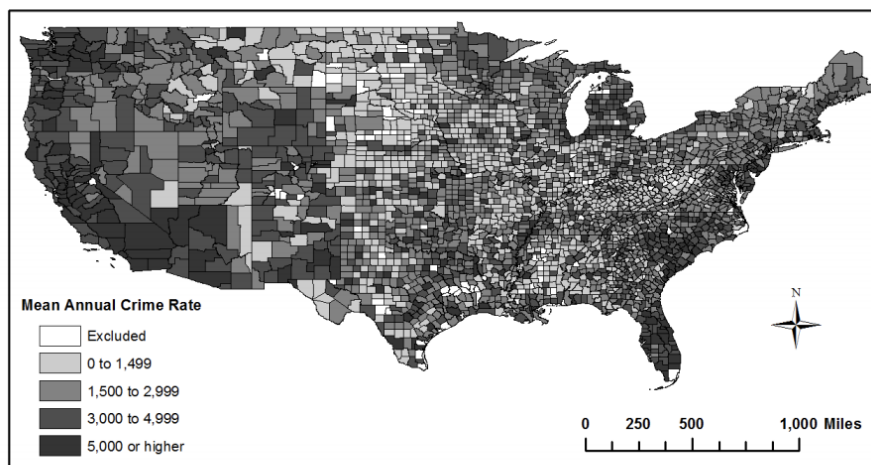 N
Mean Annual Crime Rate
Excluded
0 to 1,499
1,500 to 2,999
3,000 to 4,999
5,000 or higher
0 250 500 1,000 Miles